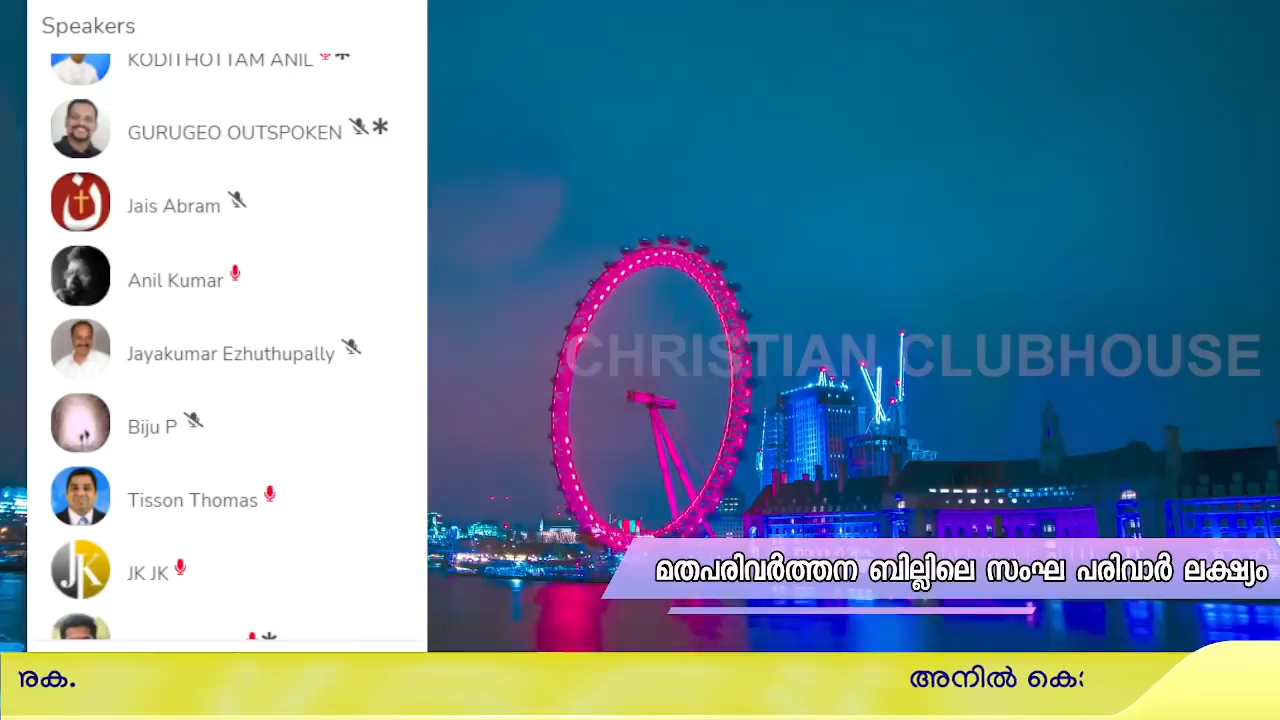 Speakers
KODITHOTTAM ANIL
GURUGEO OUTSPOKEN
Jais Abram
Anil Kumar
Jayakumar Ezhuthupally
Biju P
Tisson Thomas
JK JK
CHRISTIAN CLUBHOUSE
മതപരിവർത്തന ബില്ലിലെ സംഘ പരിവാർ ലക്ഷ്യം
അനിൽ